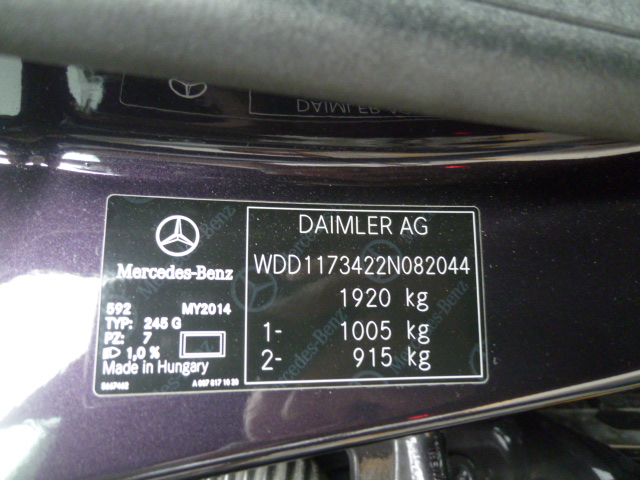 DAIMLER AG
Mercedes-Benz
WDD1173422N082044
1920 kg
1- 1005 kg
2- 915 kg
592 MY2014
TYP: 245 G
PZ: 7
1,0 %
Made in Hungary